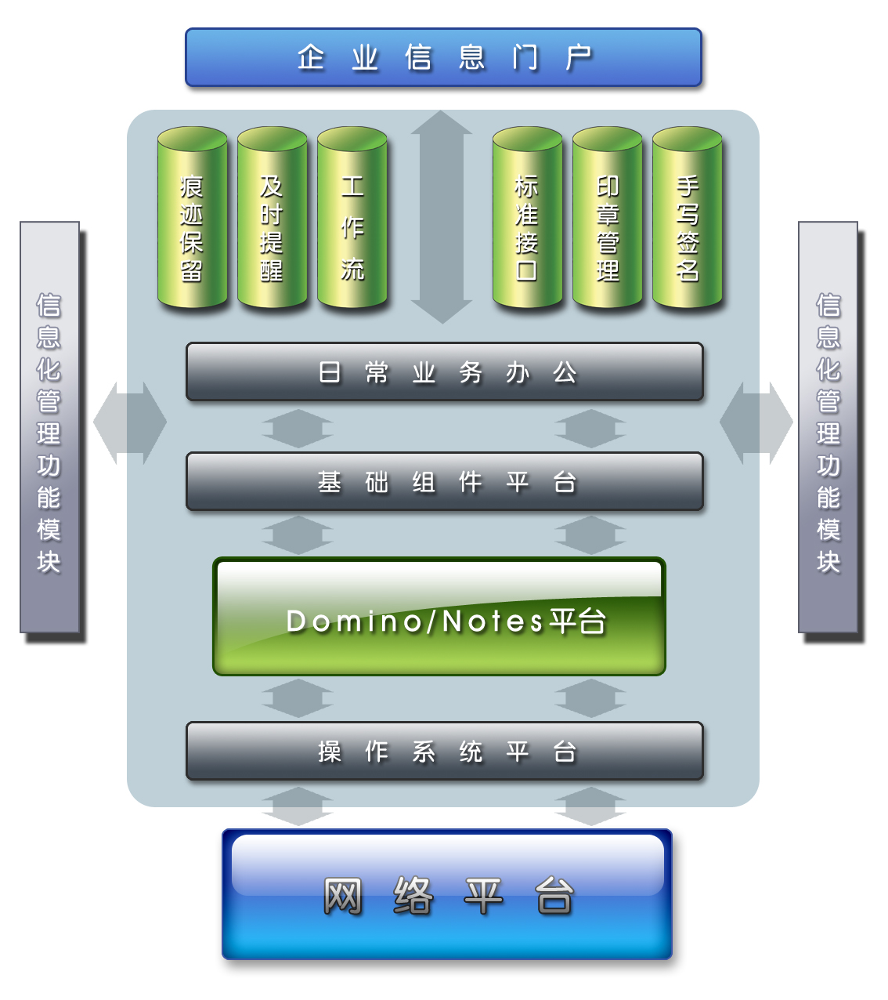 企业信息门户
痕迹保留
及时提醒
工作流
标准接口
印章管理
手写签名
信息化管理功能模块
信息化管理功能模块
日常业务办公
基础组件平台
Domino/Notes平台
操作系统平台
网络平台